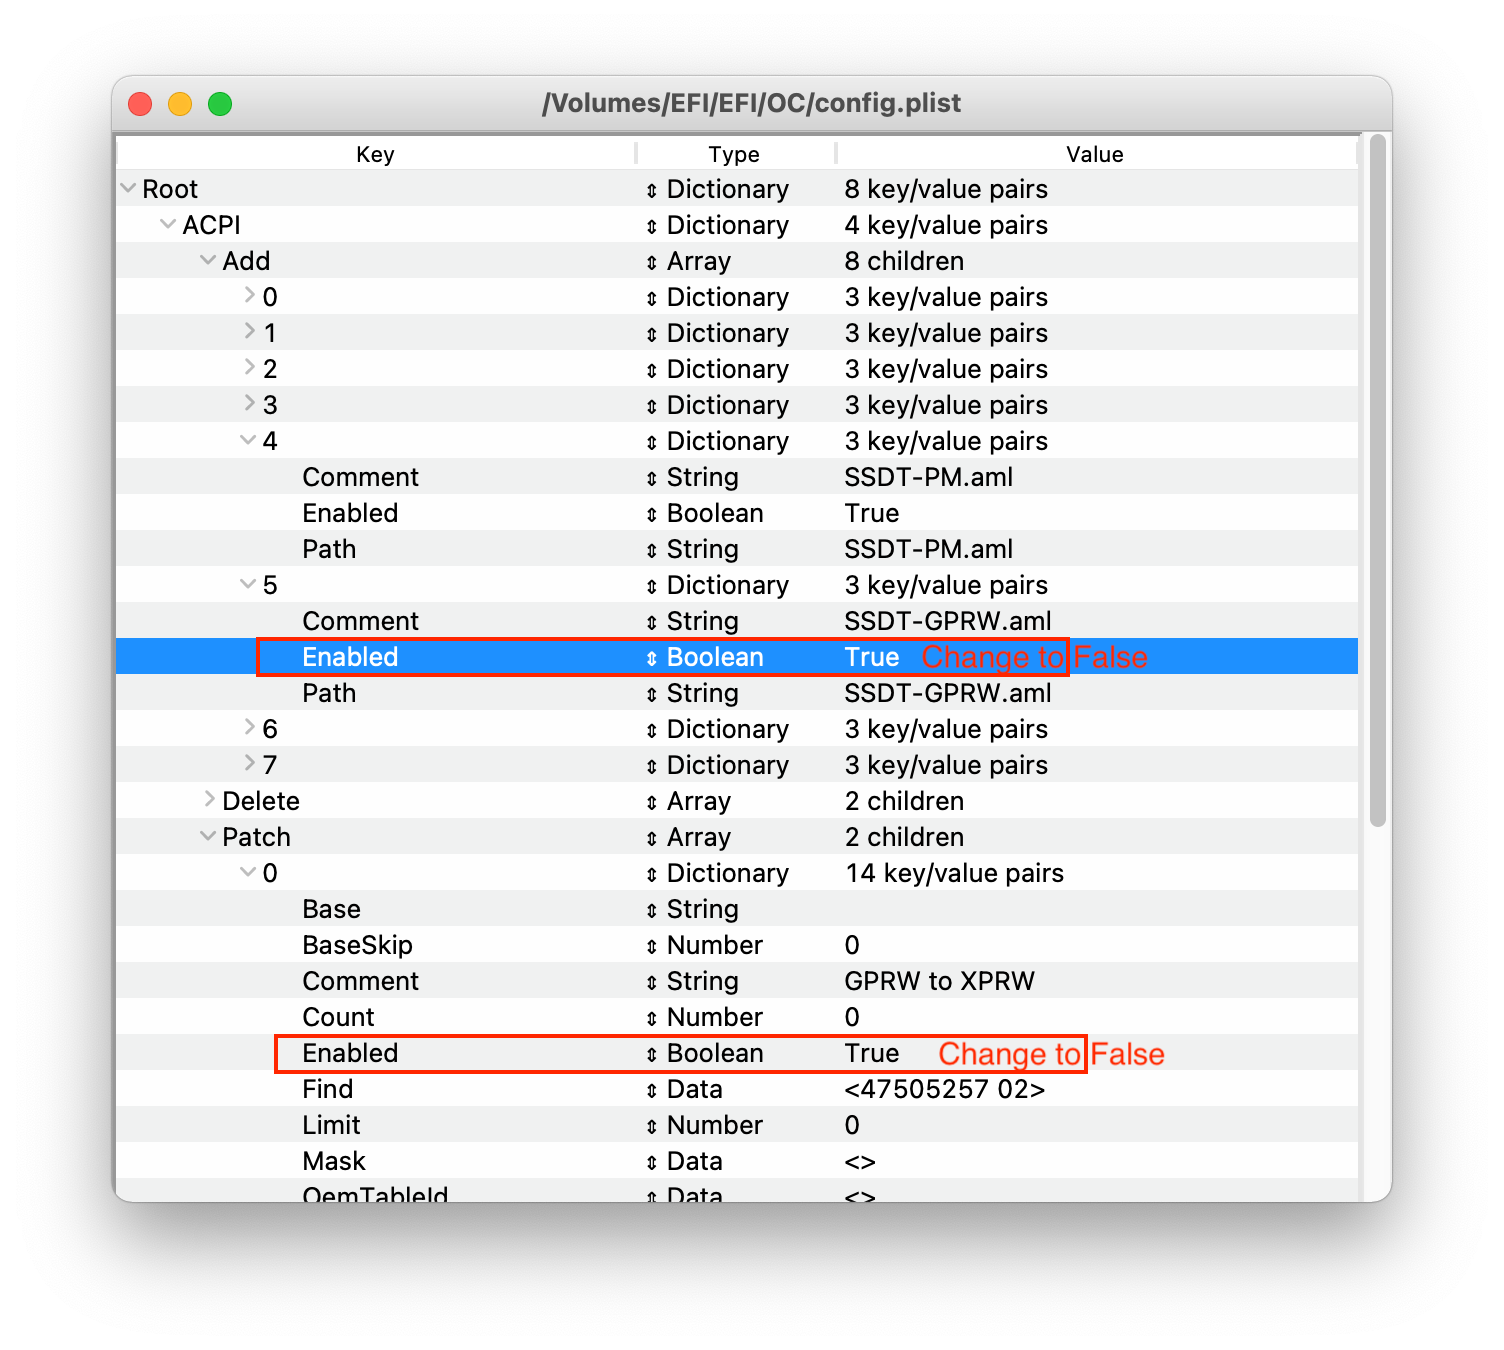 /Volumes/EFI/EFI/OC/config.plist
Key Type Value
Root Dictionary 8 key/value pairs
ACPI Dictionary 4 key/value pairs
Add Array 8 children
0 Dictionary 3 key/value pairs
1 Dictionary 3 key/value pairs
2 Dictionary 3 key/value pairs
3 Dictionary 3 key/value pairs
4 Dictionary 3 key/value pairs
Comment String SSDT-PM.aml
Enabled Boolean True
Path String SSDT-PM.aml
5 Dictionary 3 key/value pairs
Comment String SSDT-GPRW.aml
Enabled Boolean True Change to False
Path String SSDT-GPRW.aml
6 Dictionary 3 key/value pairs
7 Dictionary 3 key/value pairs
Delete Array 2 children
Patch Array 2 children
0 Dictionary 14 key/value pairs
Base String
BaseSkip Number 0
Comment String GPRW to XPRW
Count Number 0
Enabled Boolean True Change to False
Find Data <47505257 02>
Limit Number 0
Mask Data <>
OemTableId Data <>